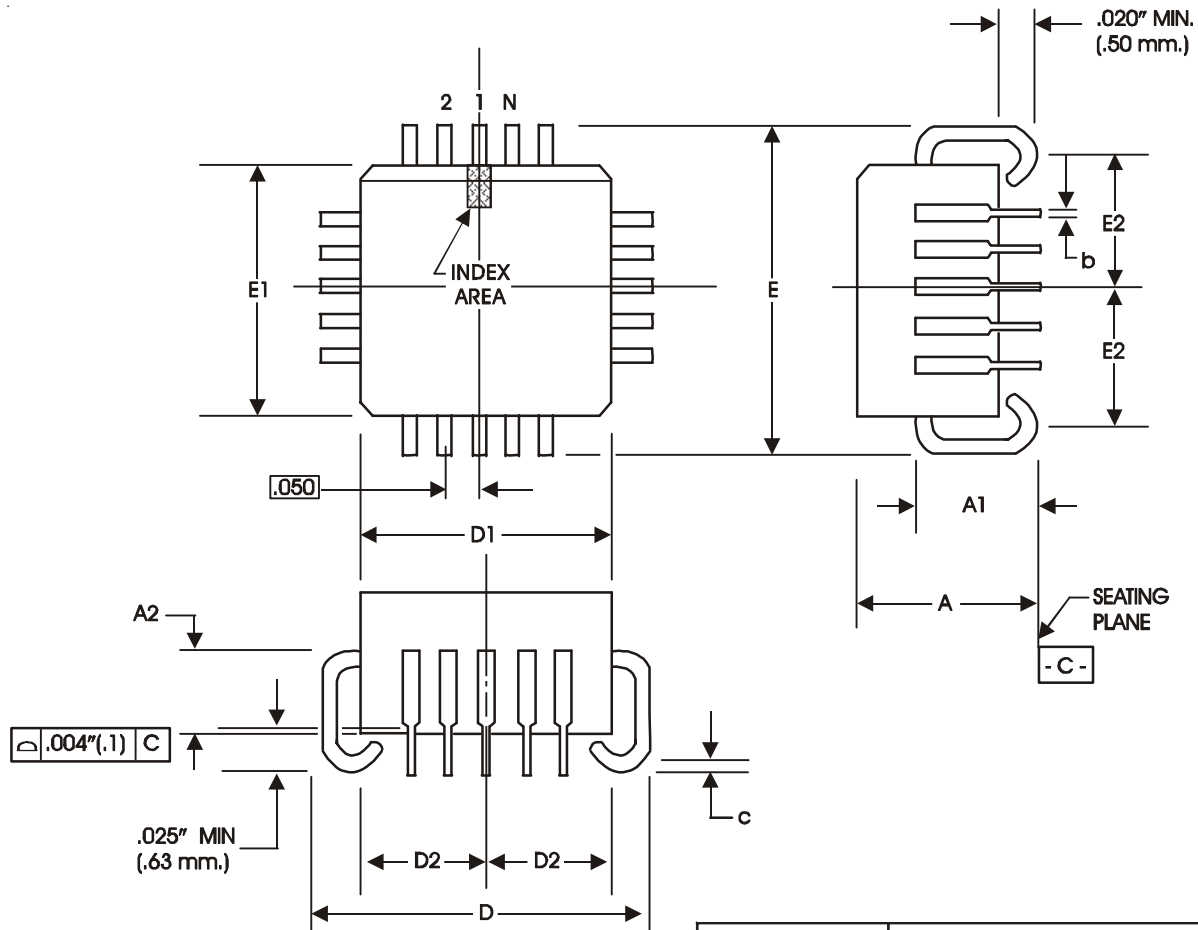 .020" MIN.
(.50 mm.)
2 1 N
INDEX
AREA
E1
E
E2
b
E2
.050
D1
A1
A
SEATING
PLANE
- C -
A2
.004"(.1) C
.025" MIN
(.63 mm.)
c
D2 D2
D